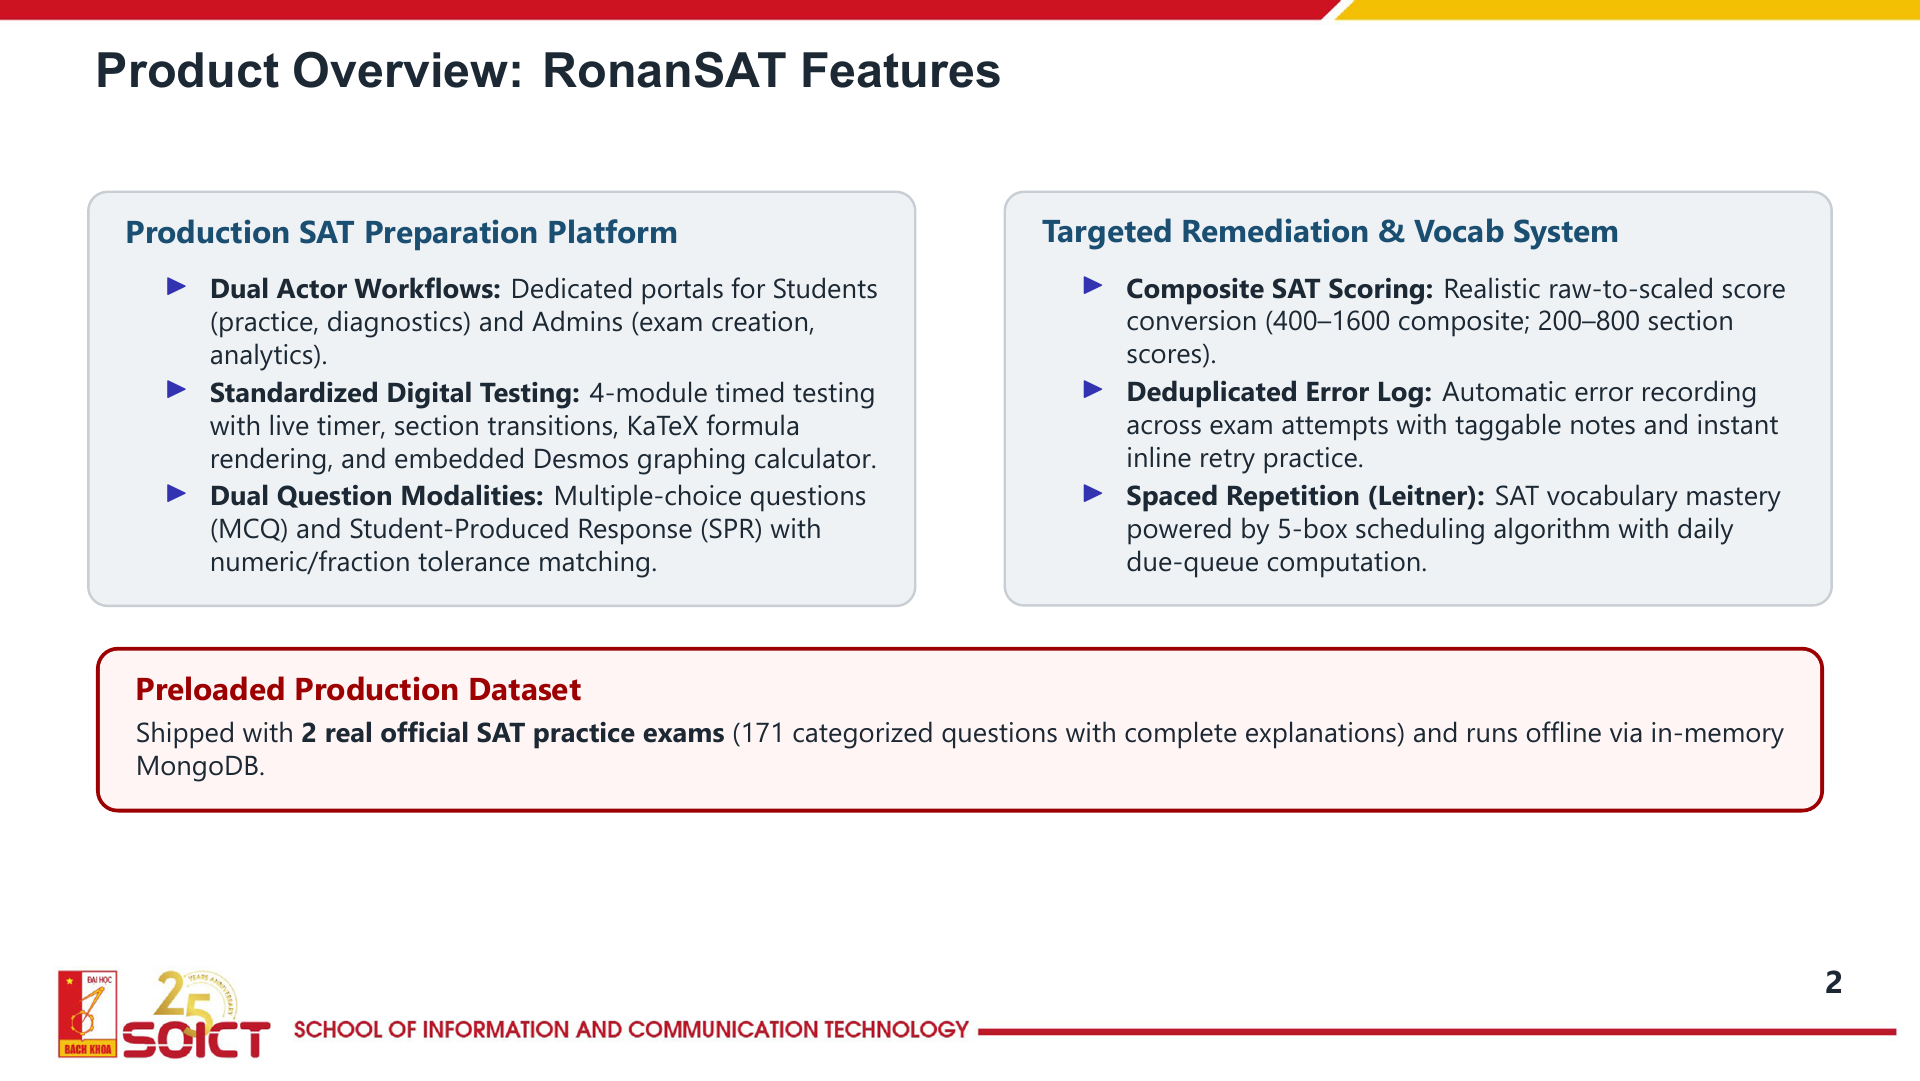 Product Overview: RonanSAT Features
Production SAT Preparation Platform
Dual Actor Workflows: Dedicated portals for Students
(practice, diagnostics) and Admins (exam creation,
analytics).
Standardized Digital Testing: 4-module timed testing
with live timer, section transitions, KaTeX formula
rendering, and embedded Desmos graphing calculator.
Dual Question Modalities: Multiple-choice questions
(MCQ) and Student-Produced Response (SPR) with
numeric/fraction tolerance matching.
Targeted Remediation & Vocab System
Composite SAT Scoring: Realistic raw-to-scaled score
conversion (400–1600 composite; 200–800 section
scores).
Deduplicated Error Log: Automatic error recording
across exam attempts with taggable notes and instant
inline retry practice.
Spaced Repetition (Leitner): SAT vocabulary mastery
powered by 5-box scheduling algorithm with daily
due-queue computation.
Preloaded Production Dataset
Shipped with 2 real official SAT practice exams (171 categorized questions with complete explanations) and runs offline via in-memory
MongoDB.
2
ĐẠI HỌC
BÁCH KHOA
25
YEARS ANNIVERSARY
SOICT
SCHOOL OF INFORMATION AND COMMUNICATION TECHNOLOGY